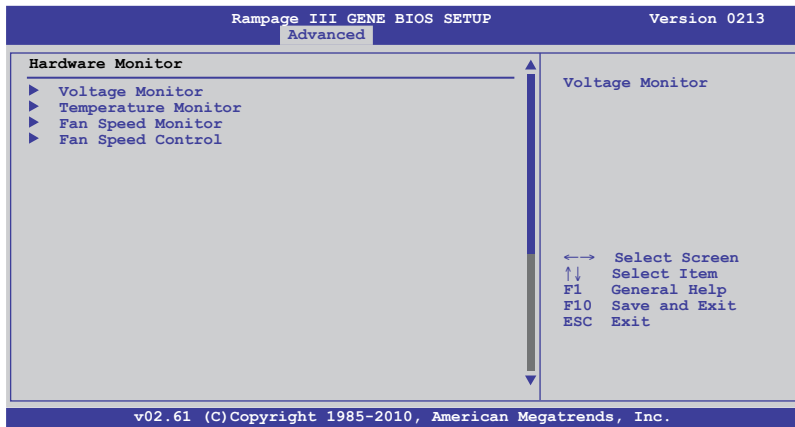 Rampage III GENE BIOS SETUP Version 0213
Advanced
Hardware Monitor
Voltage Monitor
Temperature Monitor
Fan Speed Monitor
Fan Speed Control
Voltage Monitor
←→ Select Screen
↑↓ Select Item
F1 General Help
F10 Save and Exit
ESC Exit
v02.61 (C)Copyright 1985-2010, American Megatrends, Inc.